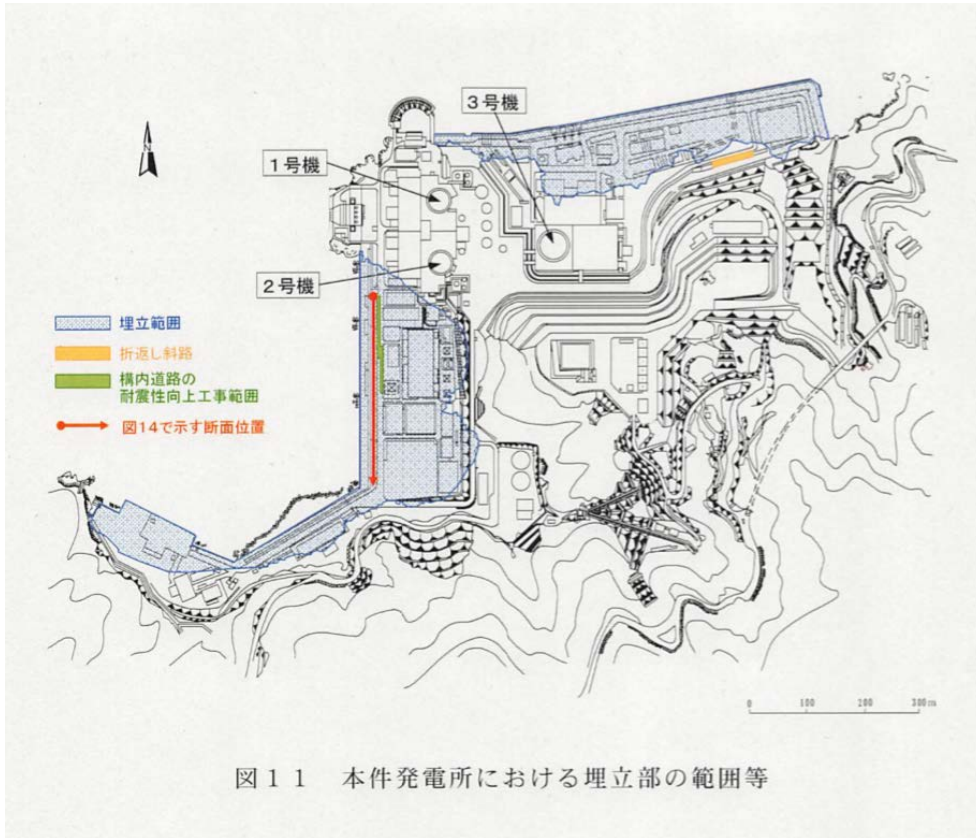 N
3号機
1号機
2号機
埋立範囲
折返し斜路
構内道路の
耐震性向上工事範囲
図14で示す断面位置
0 100 200 300m
図11 本件発電所における埋立部の範囲等